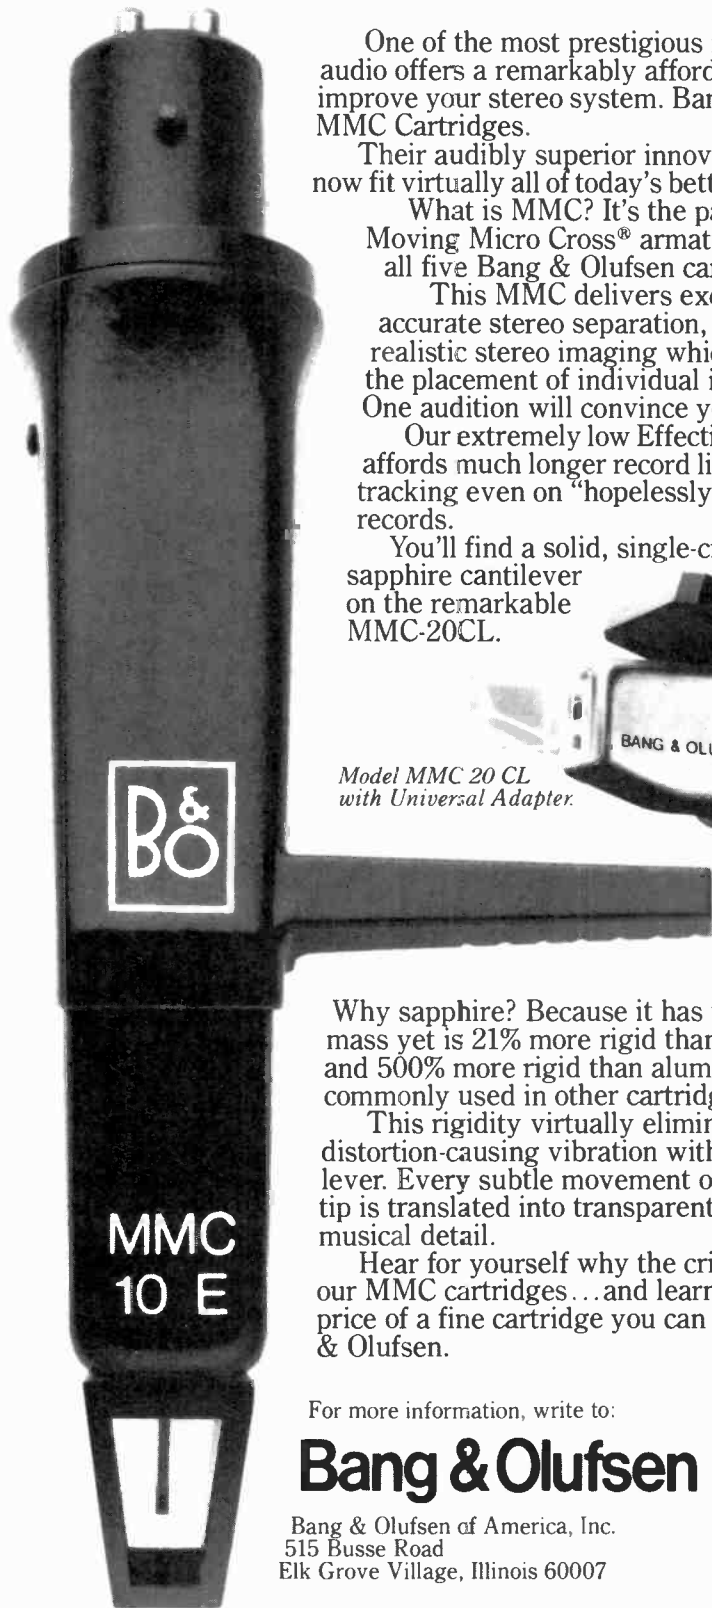 One of the most prestigious
audio offers a remarkably afford
improve your stereo system. Ban
MMC Cartridges.
Their audibly superior innov
now fit virtually all of today's bett
What is MMC? It's the pa
Moving Micro Cross® armat
all five Bang & Olufsen car
This MMC delivers exc
accurate stereo separation,
realistic stereo imaging whic
the placement of individual i
One audition will convince y
Our extremely low Effecti
affords much longer record li
tracking even on "hopelessly
records.
You'll find a solid, single-c
sapphire cantilever
on the remarkable
MMC-20CL.
BANG & OLU
Model MMC 20 CL
with Universal Adapter.
B&O
Why sapphire? Because it has
mass yet is 21% more rigid than
and 500% more rigid than alum
commonly used in other cartridg
This rigidity virtually elimin
distortion-causing vibration with
lever. Every subtle movement o
tip is translated into transparent
musical detail.
Hear for yourself why the cri
our MMC cartridges...and learn
price of a fine cartridge you can
& Olufsen.
MMC
10 E
For more information, write to:
Bang & Olufsen
Bang & Olufsen of America, Inc.
515 Busse Road
Elk Grove Village, Illinois 60007